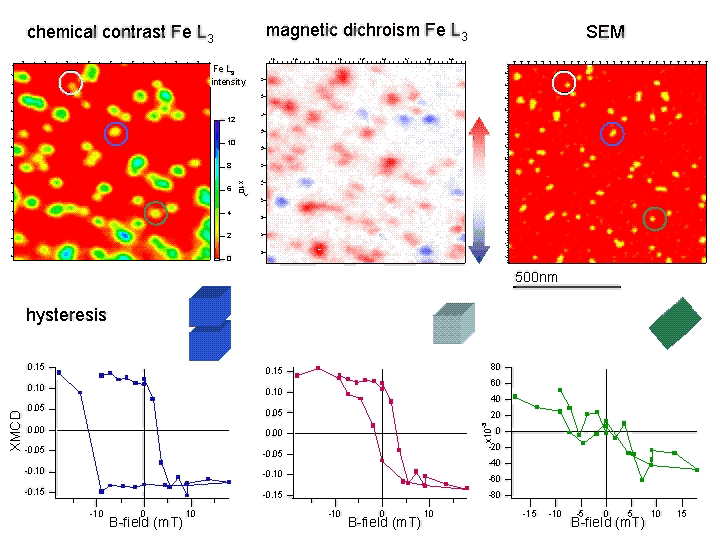 chemical contrast Fe L3
magnetic dichroism Fe L3
SEM
Fe L3
intensity
12
10
8
6
4
2
0
x10-3
500nm
hysteresis
XMCD
0.15
0.10
0.05
0.00
-0.05
-0.10
-0.15
-10 0 10
B-field (mT)
0.15
0.10
0.05
0.00
-0.05
-0.10
-0.15
-10 0 10
B-field (mT)
x10-3
80
60
40
20
0
-20
-40
-60
-80
-15 -10 -5 0 5 10 15
B-field (mT)